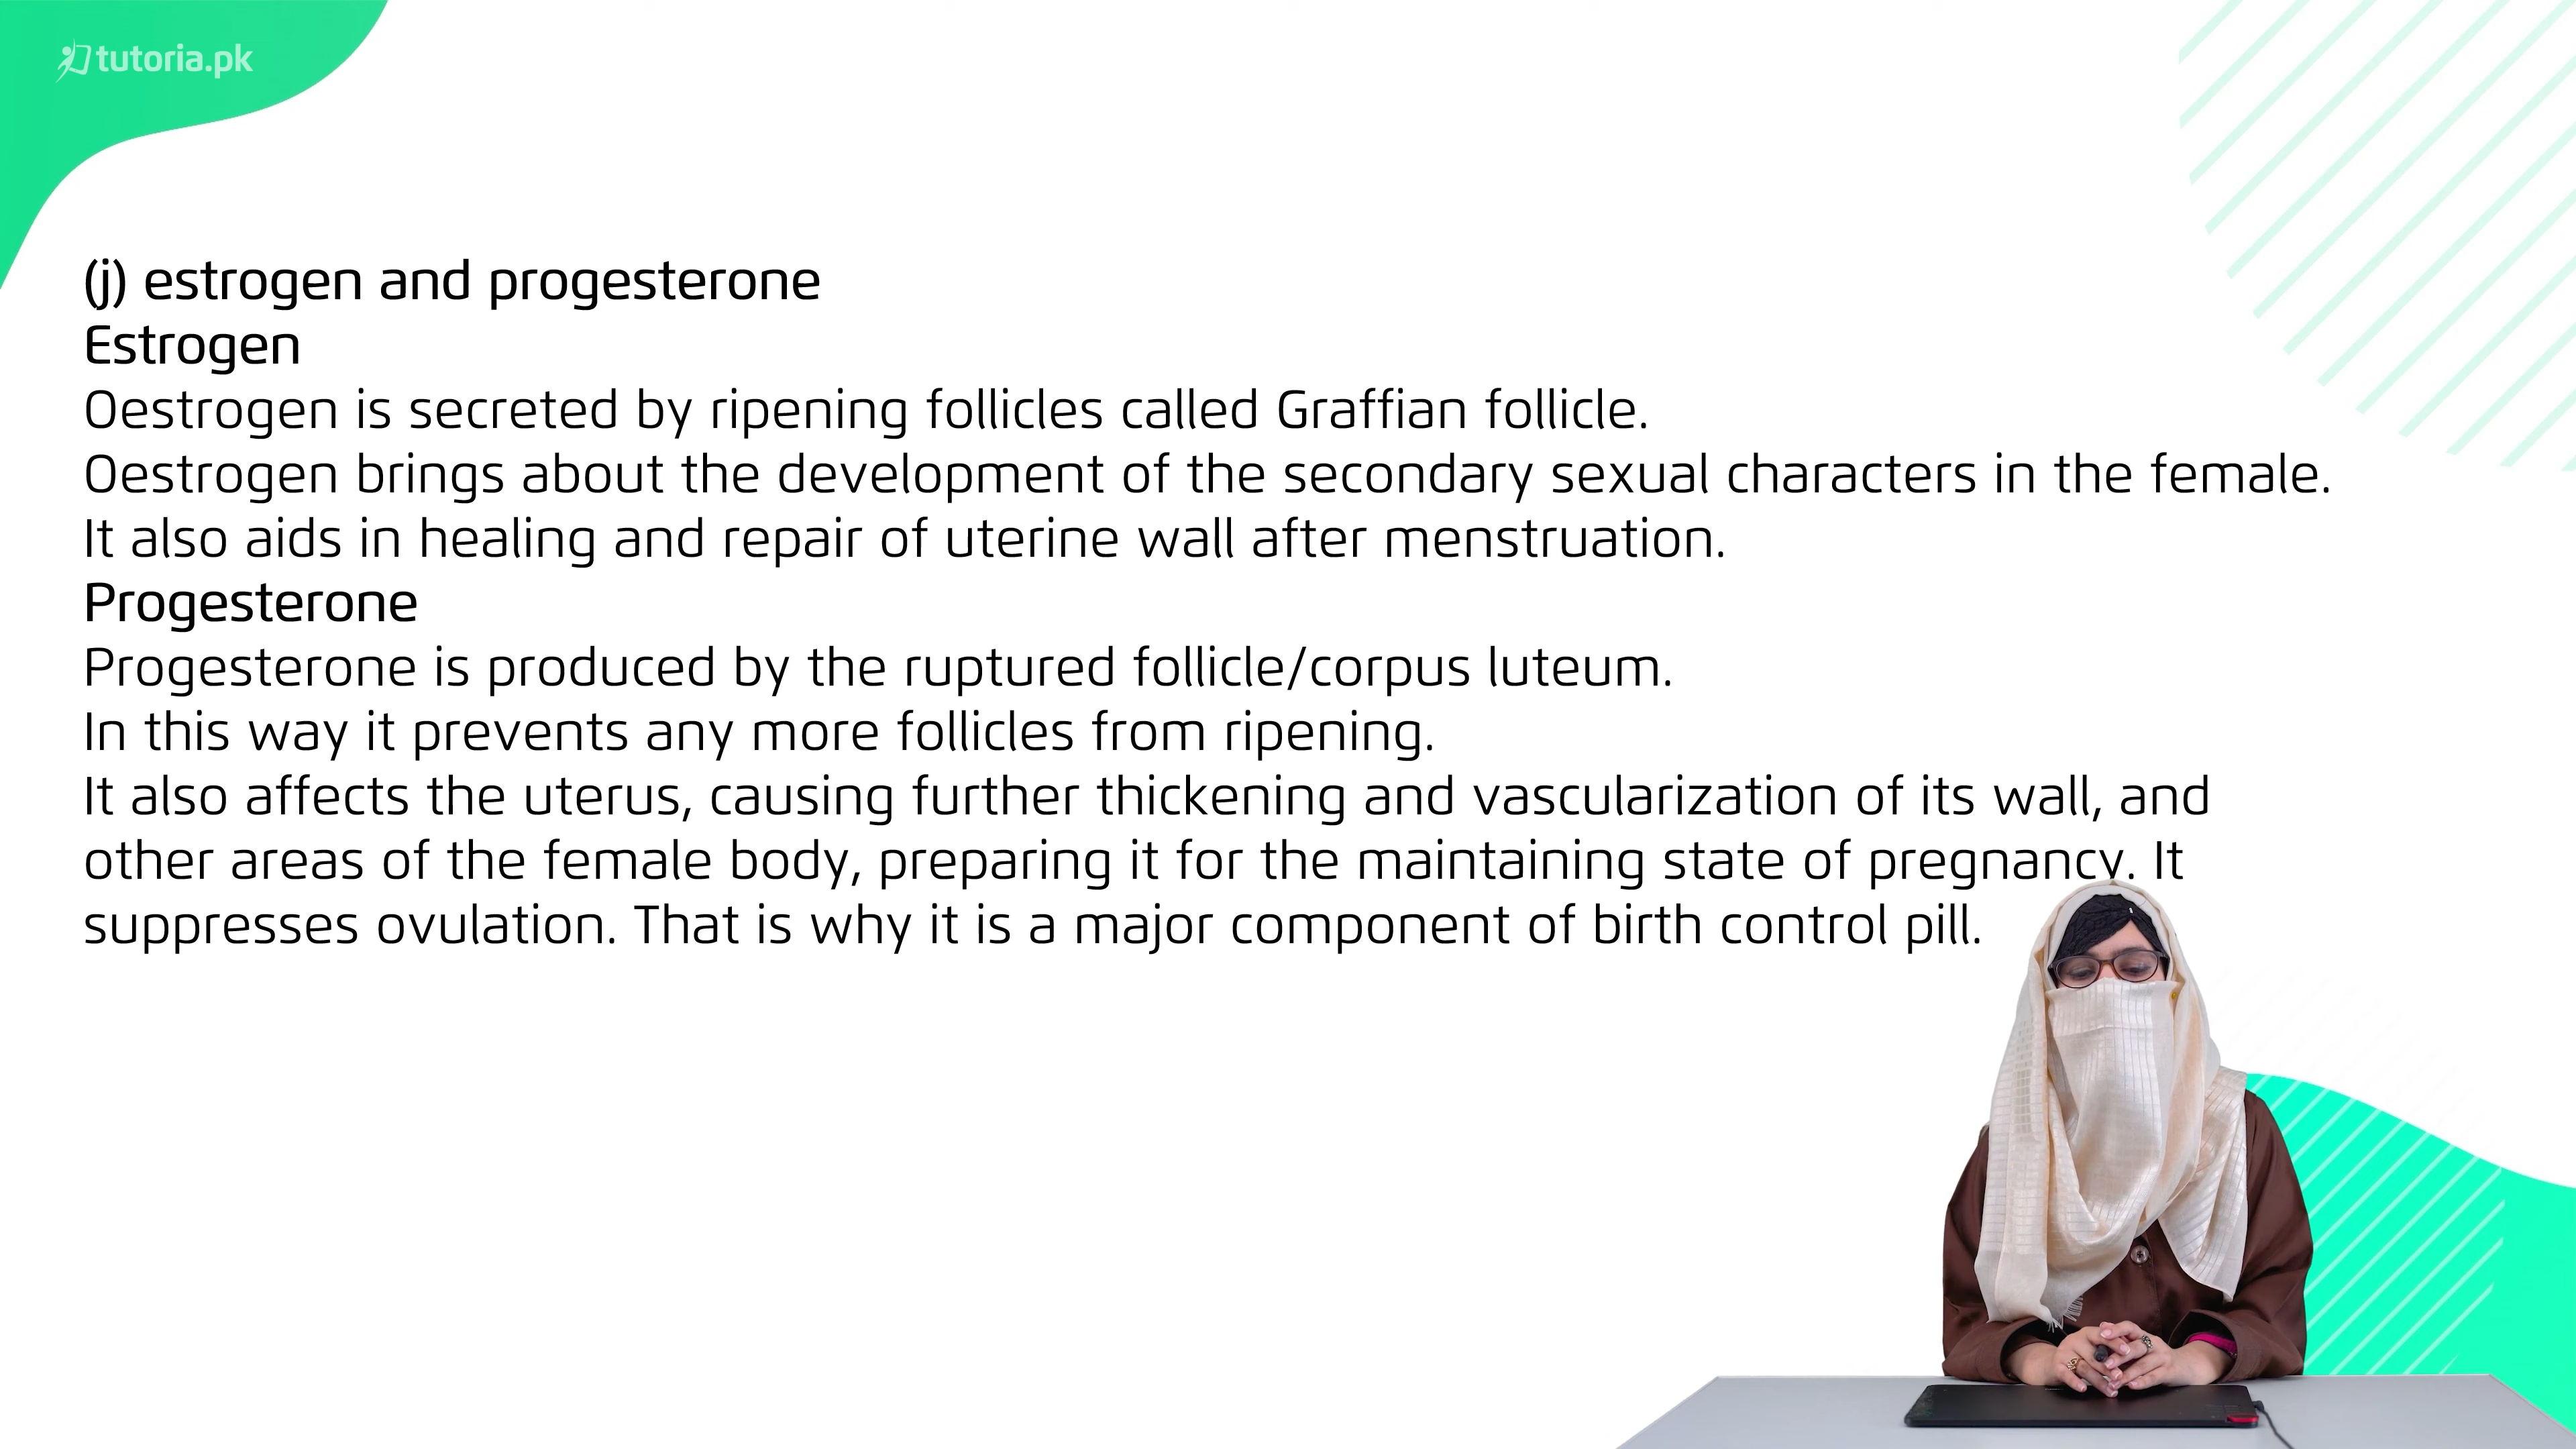 tutoria.pk
(j) estrogen and progesterone
Estrogen
Oestrogen is secreted by ripening follicles called Graffian follicle.
Oestrogen brings about the development of the secondary sexual characters in the female.
It also aids in healing and repair of uterine wall after menstruation.
Progesterone
Progesterone is produced by the ruptured follicle/corpus luteum.
In this way it prevents any more follicles from ripening.
It also affects the uterus, causing further thickening and vascularization of its wall, and
other areas of the female body, preparing it for the maintaining state of pregnancy. It
suppresses ovulation. That is why it is a major component of birth control pill.